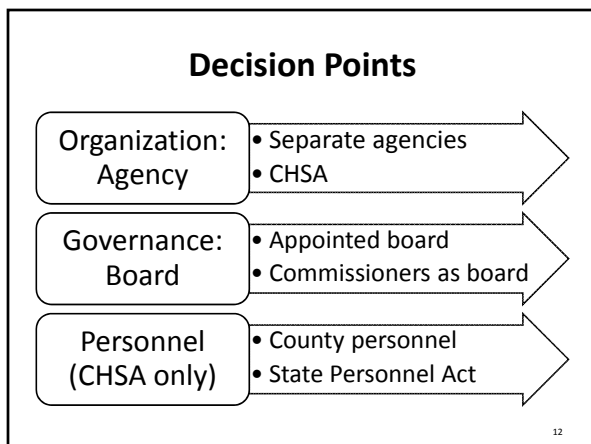 Decision Points
Organization:
Agency
• Separate agencies
• CHSA
Governance:
Board
• Appointed board
• Commissioners as board
Personnel
(CHSA only)
• County personnel
• State Personnel Act
12